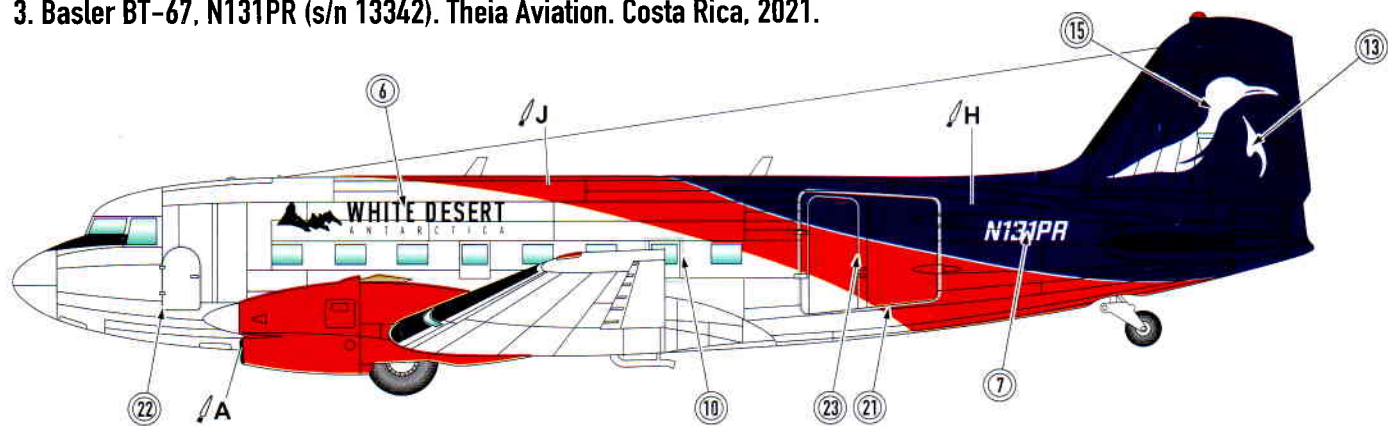 3. Basler BT-67, N131PR (s/n 13342). Theia Aviation. Costa Rica, 2021.
15
13
6
J
H
WHITE DESERT
ANTARCTICA
N131PR
22
A
10
23
21
7